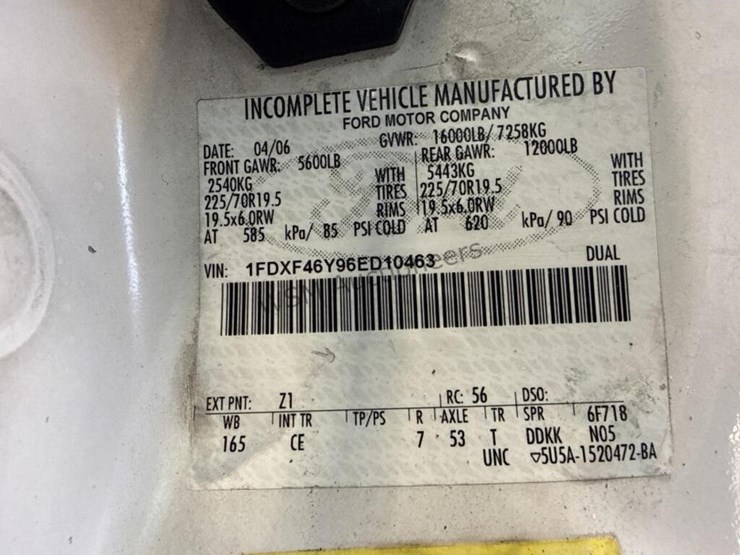 INCOMPLETE VEHICLE MANUFACTURED BY
FORD MOTOR COMPANY
DATE: 04/06 GVWR: 16000LB/7258KG
FRONT GAWR: 5600LB REAR GAWR: 12000LB
2540KG WITH 5443KG WITH
225/70R19.5 TIRES 225/70R19.5 TIRES
19.5x6.0RW RIMS 19.5x6.0RW RIMS
AT 585 kPa/ 85 PSI COLD AT 620 kPa/ 90 PSI COLD
VIN: 1FDXF46Y96ED10463 DUAL
WSM Auctioneers
EXT PNT: Z1 RC: 56 DSO:
WB INT TR TP/PS R AXLE TR SPR 6F718
165 CE 7 53 T DDKK N05
UNC ▽5U5A-1520472-BA